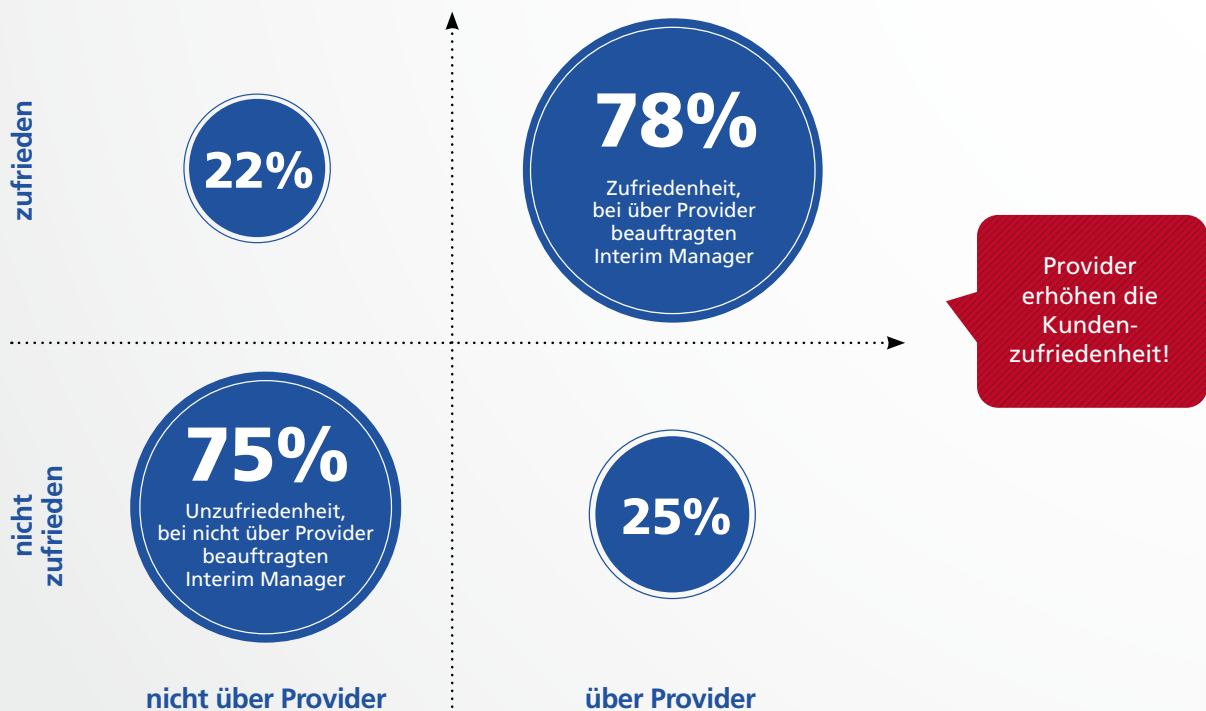 zufrieden
22%
78%
Zufriedenheit,
bei über Provider
beauftragten
Interim Manager
Provider
erhöhen die
Kunden-
zufriedenheit!
nicht
zufrieden
75%
Unzufriedenheit,
bei nicht über Provider
beauftragten
Interim Manager
25%
nicht über Provider
über Provider